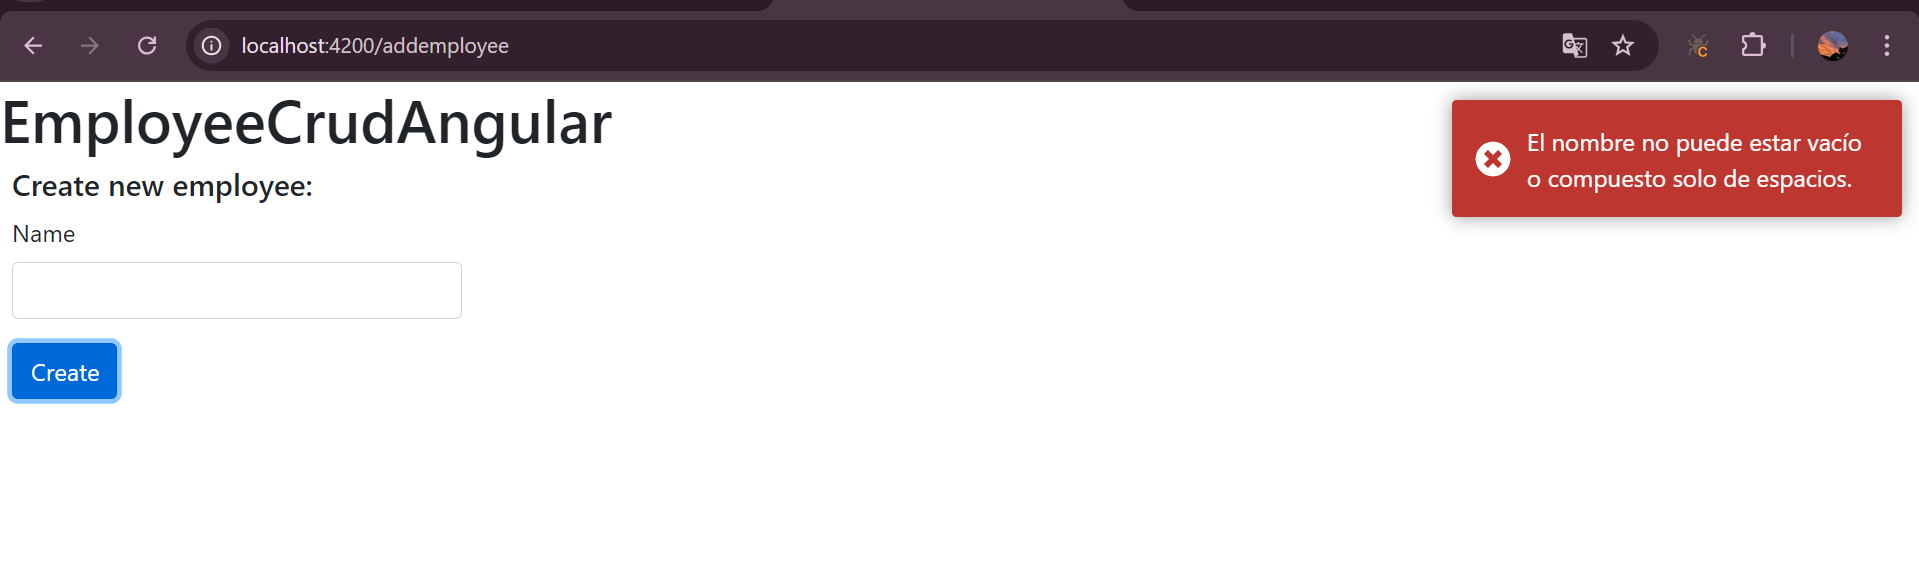 localhost:4200/addemployee
EmployeeCrudAngular
El nombre no puede estar vacío
o compuesto solo de espacios.
Create new employee:
Name
Create